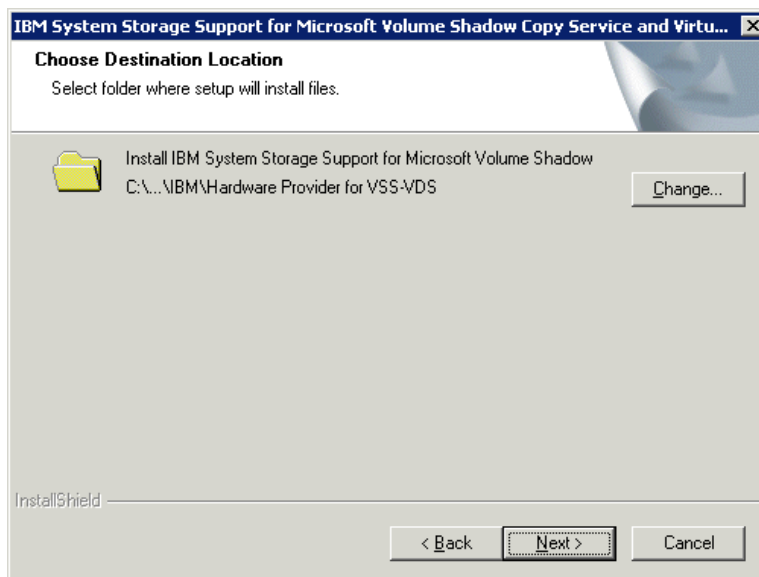 IBM System Storage Support for Microsoft Volume Shadow Copy Service and Virtu...
Choose Destination Location
Select folder where setup will install files.
Install IBM System Storage Support for Microsoft Volume Shadow
C:\...\IBM\Hardware Provider for VSS-VDS
Change...
InstallShield
< Back
Next >
Cancel